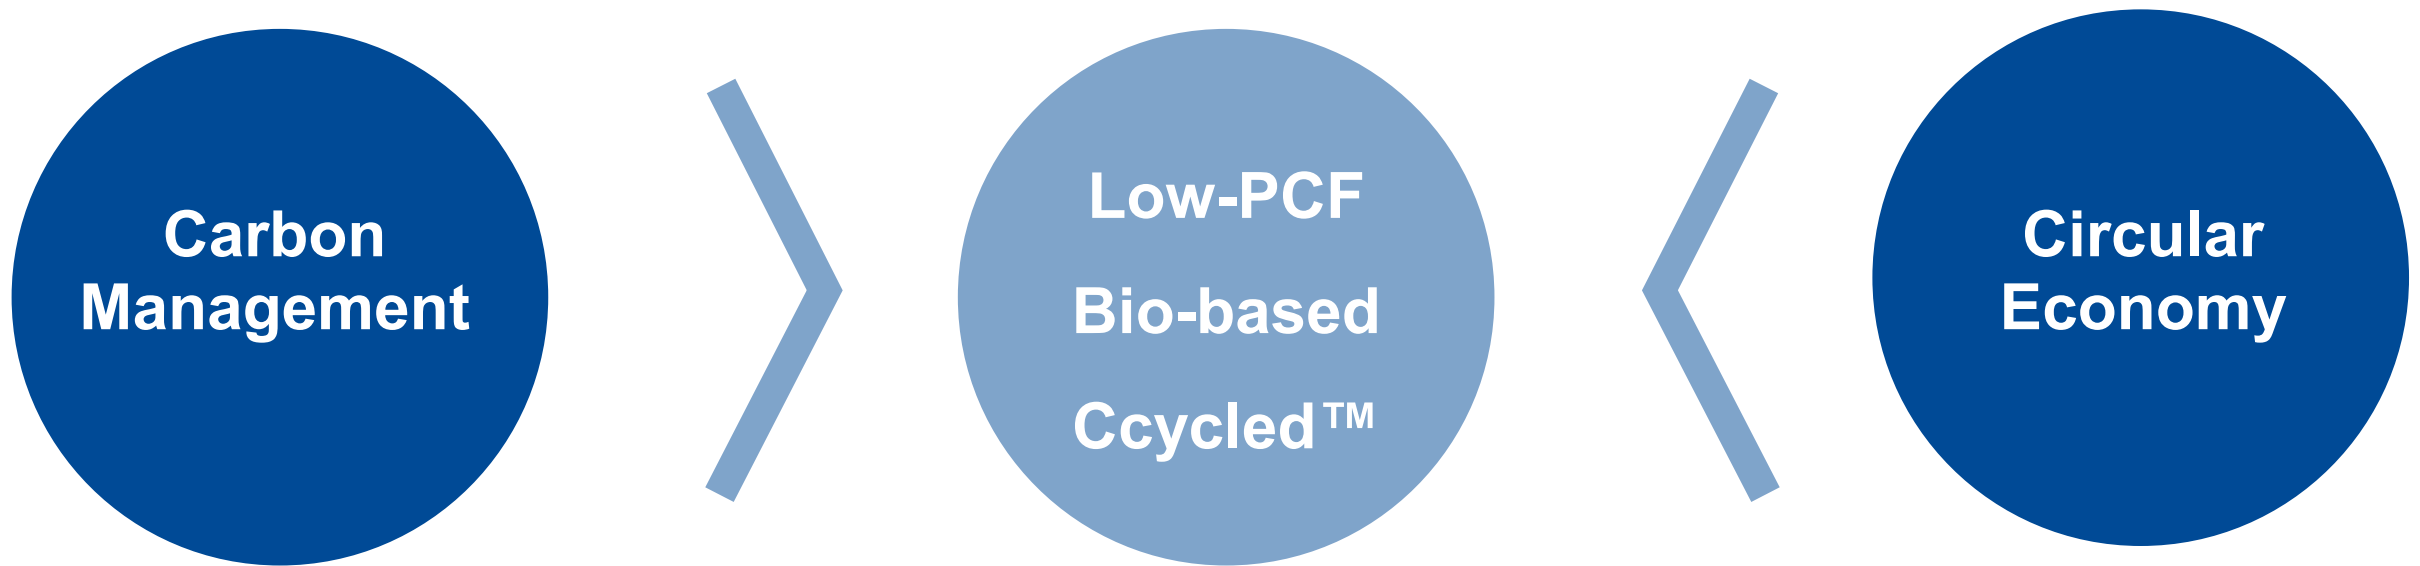 Carbon
Management
Low-PCF
Bio-based
Ccycled™
Circular
Economy